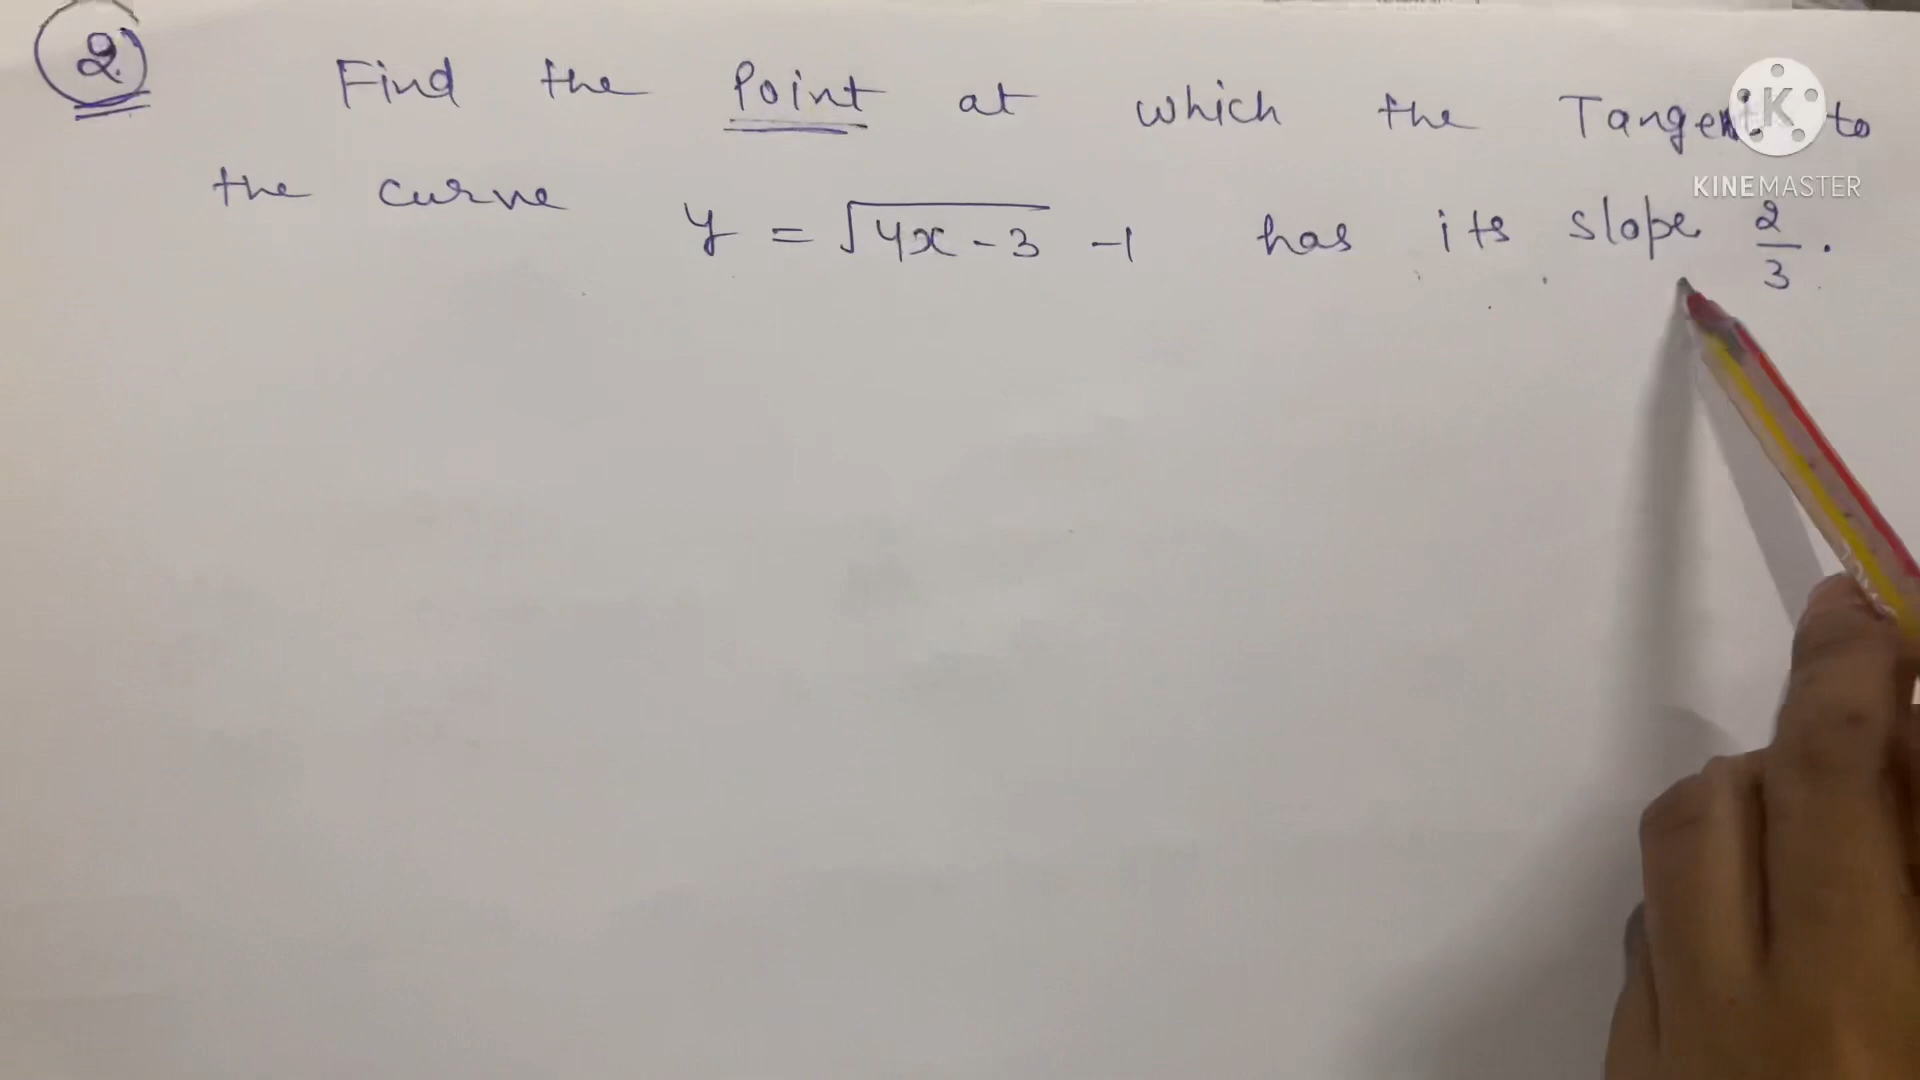 2
Find the Point at which the Tangent to
the curve y = √4x - 3 -1 has its slope 2/3.
KINEMASTER